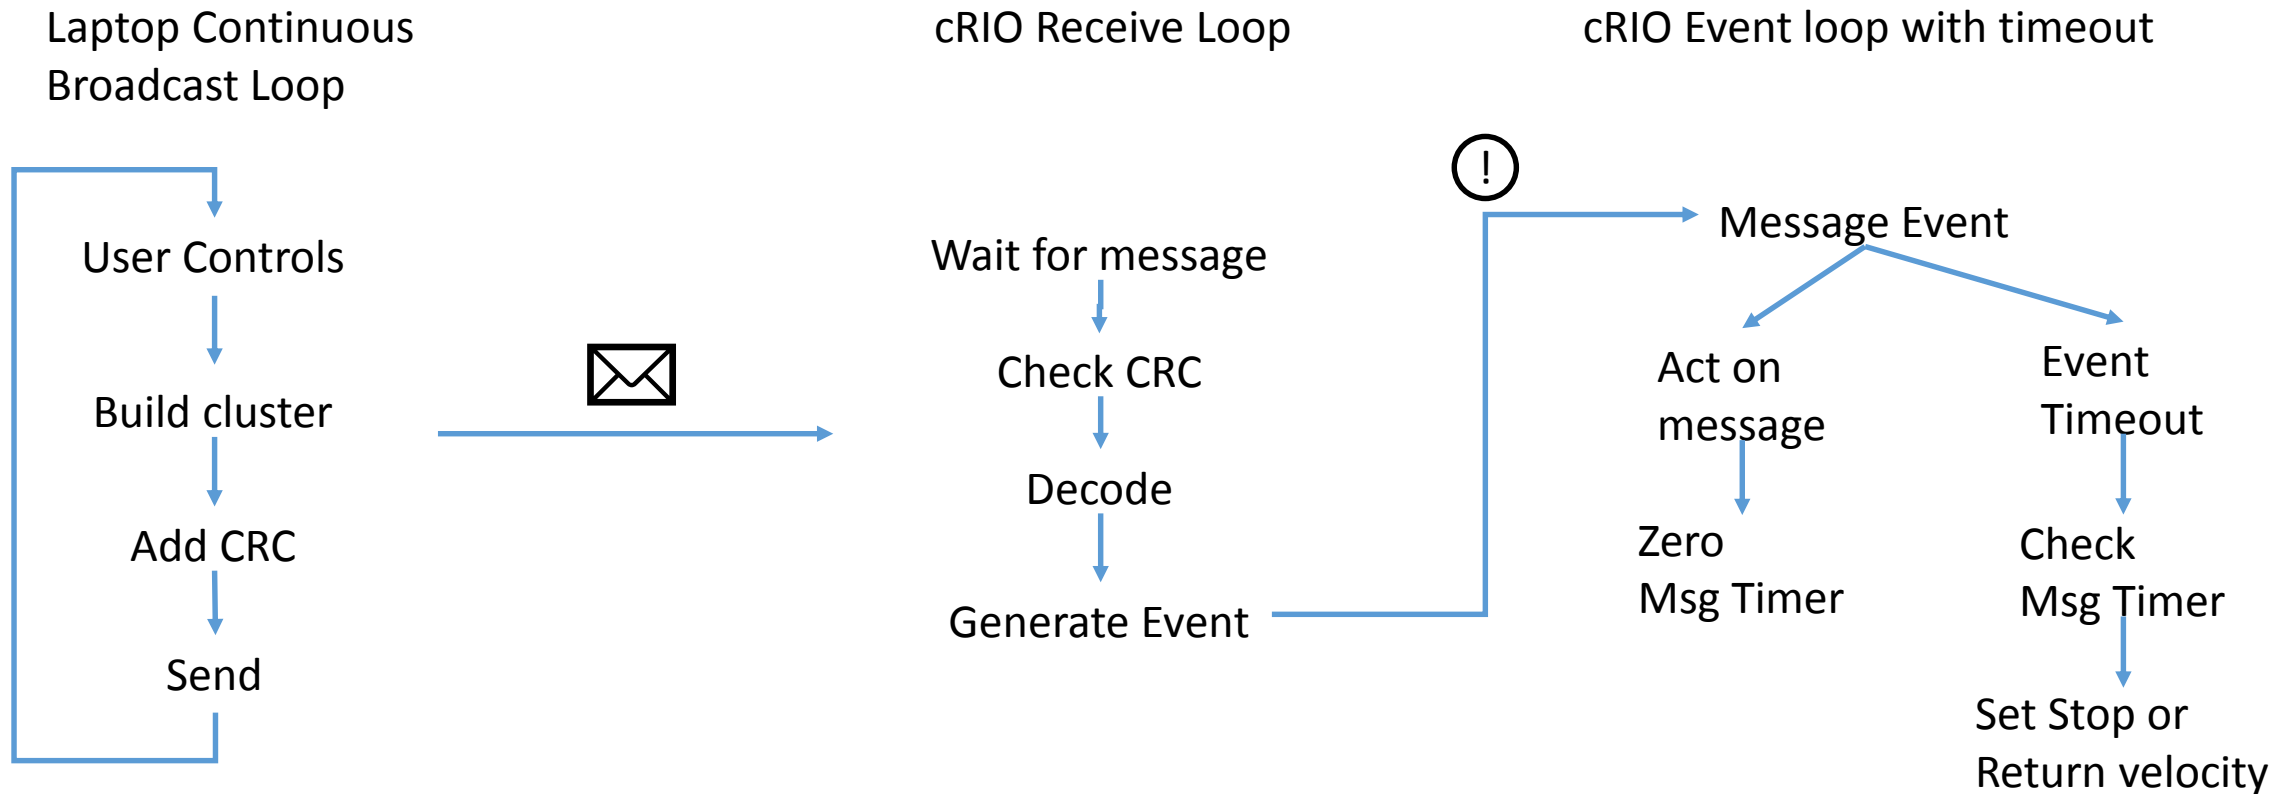 Laptop Continuous
Broadcast Loop
User Controls
Build cluster
Add CRC
Send
cRIO Receive Loop
Wait for message
Check CRC
Decode
Generate Event
cRIO Event loop with timeout
!
Message Event
Act on
message
Zero
Msg Timer
Event
Timeout
Check
Msg Timer
Set Stop or
Return velocity